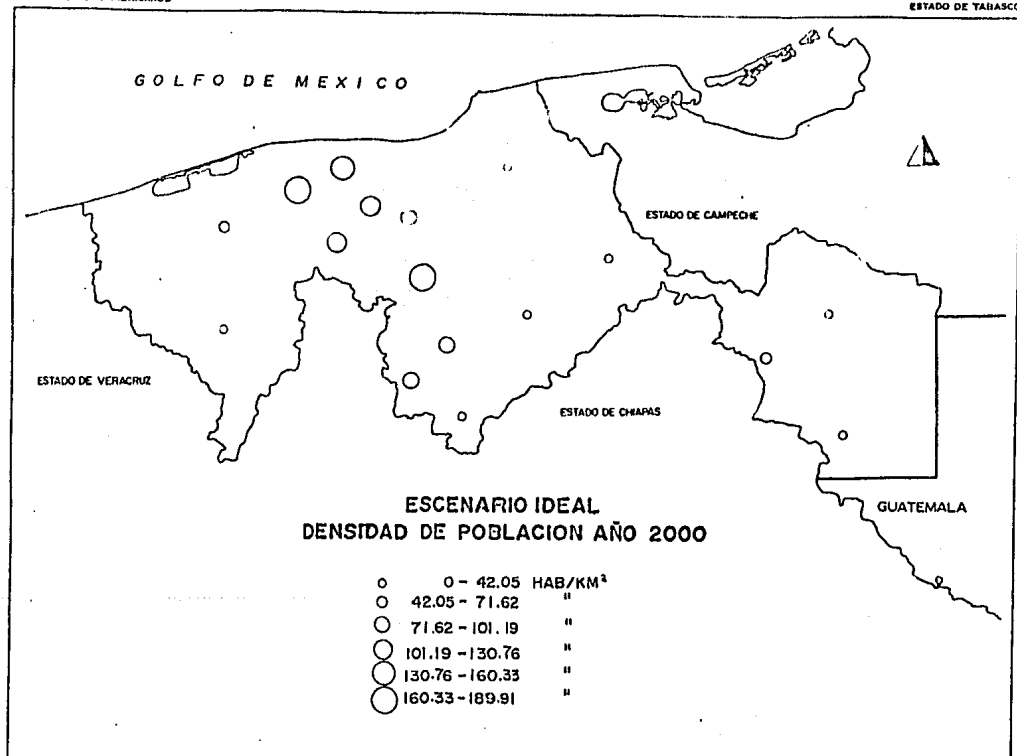 ESTADO DE TABASCO
GOLFO DE MEXICO
ESTADO DE CAMPECHE
ESTADO DE VERACRUZ
ESTADO DE CHIAPAS
GUATEMALA
ESCENARIO IDEAL
DENSIDAD DE POBLACION AÑO 2000
0 - 42.05 HAB/KM²
42.05 - 71.62 "
71.62 - 101.19 "
101.19 - 130.76 "
130.76 - 160.33 "
160.33 - 189.91 "